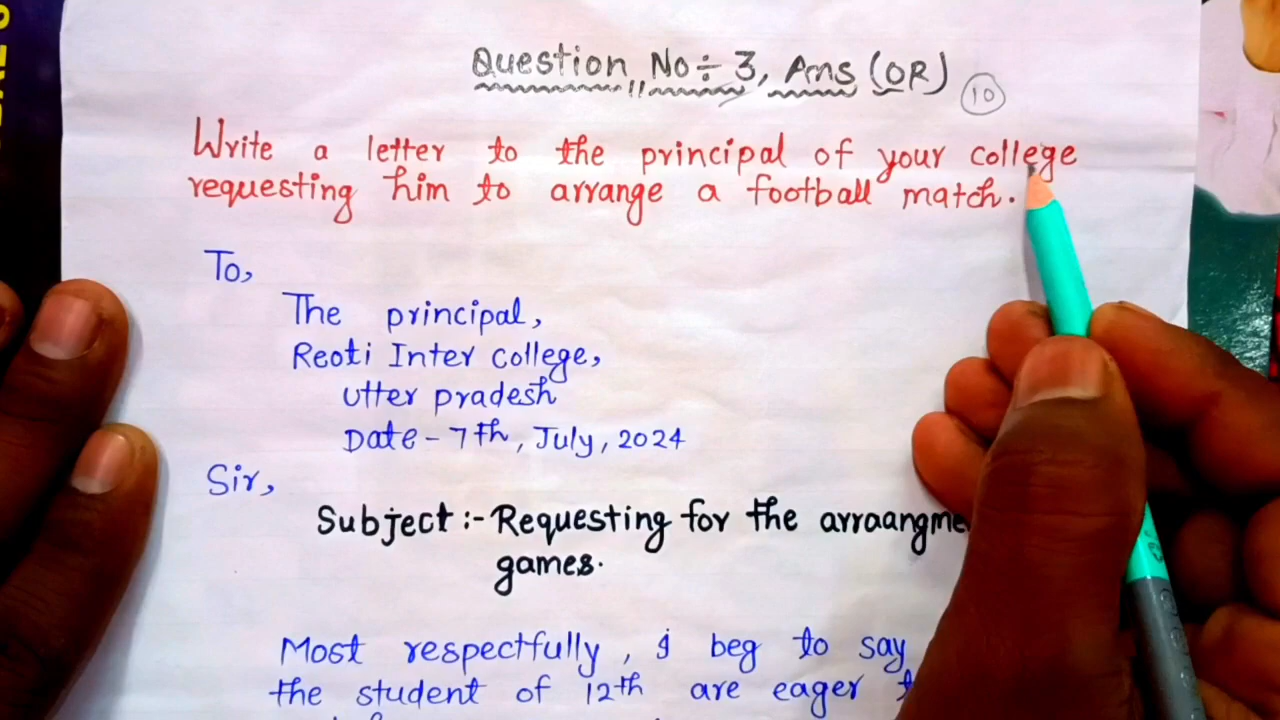 Question No÷ 3, Ans (OR)
10
Write a letter to the principal of your college
requesting him to arrange a football match.
To,
The principal,
Reoti Inter college,
Utter pradesh
Date - 7th, July, 2024
Sir,
Subject :- Requesting for the
games.
Most respectfully, I beg to say
the student of 12th are eager